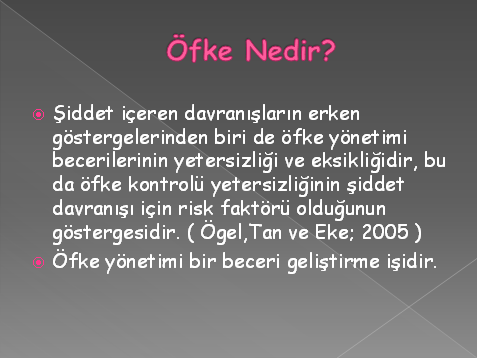 Öfke Nedir?
Şiddet içeren davranışların erken
göstergelerinden biri de öfke yönetimi
becerilerinin yetersizliği ve eksikliğidir, bu
da öfke kontrolü yetersizliğinin şiddet
davranışı için risk faktörü olduğunun
göstergesidir. ( Ögel,Tan ve Eke; 2005 )
Öfke yönetimi bir beceri geliştirme işidir.